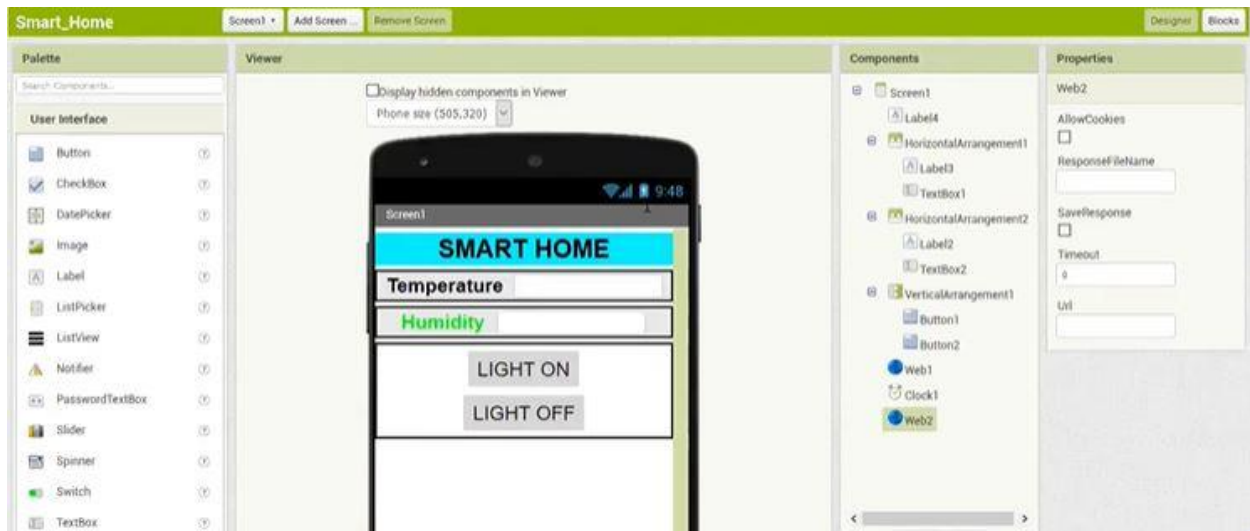 Smart_Home
Screen1
Add Screen ...
Remove Screen
Designer
Blocks
Palette
Search Components...
User Interface
Button
CheckBox
DatePicker
Image
Label
ListPicker
ListView
Notifier
PasswordTextBox
Slider
Spinner
Switch
TextBox
Viewer
Display hidden components in Viewer
Phone size (505,320)
9:48
Screen1
SMART HOME
Temperature
Humidity
LIGHT ON
LIGHT OFF
Components
Screen1
Label4
HorizontalArrangement1
Label3
TextBox1
HorizontalArrangement2
Label2
TextBox2
VerticalArrangement1
Button1
Button2
Web1
Clock1
Web2
Properties
Web2
AllowCookies
ResponseFileName
SaveResponse
Timeout
0
Url